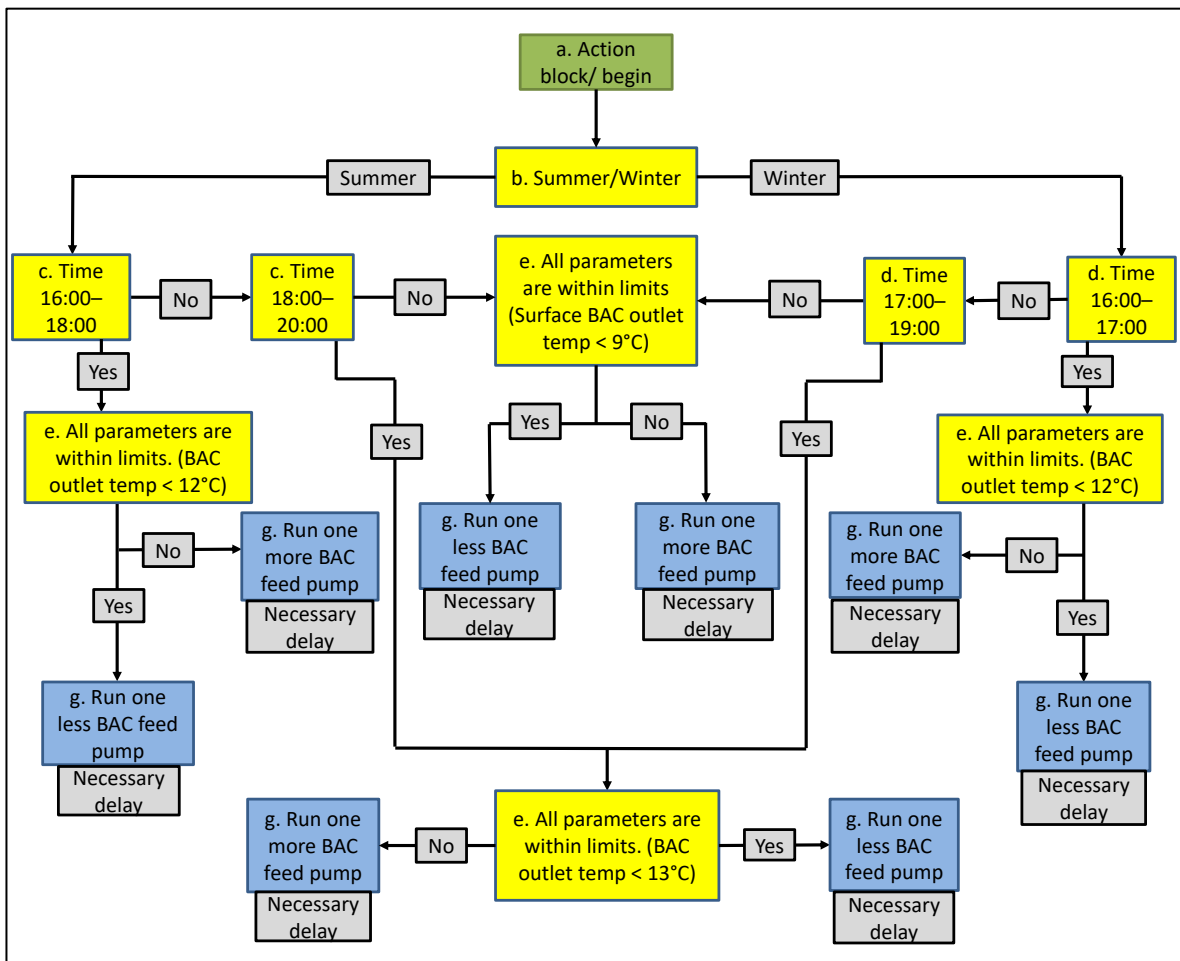 a. Action
block/ begin
Summer
b. Summer/Winter
Winter
c. Time
16:00–
18:00
No
c. Time
18:00–
20:00
No
e. All parameters
are within limits
(Surface BAC outlet
temp < 9°C)
No
d. Time
17:00–
19:00
No
d. Time
16:00–
17:00
Yes
Yes
Yes
Yes
Yes
No
e. All parameters are
within limits. (BAC
outlet temp < 12°C)
e. All parameters are
within limits. (BAC
outlet temp < 12°C)
No
g. Run one
more BAC
feed pump
Necessary
delay
g. Run one
less BAC
feed pump
Necessary
delay
g. Run one
more BAC
feed pump
Necessary
delay
g. Run one
more BAC
feed pump
Necessary
delay
No
Yes
Yes
g. Run one
less BAC feed
pump
Necessary
delay
g. Run one
less BAC
feed pump
Necessary
delay
g. Run one
more BAC
feed pump
Necessary
delay
No
e. All parameters are
within limits. (BAC
outlet temp < 13°C)
Yes
g. Run one
less BAC
feed pump
Necessary
delay